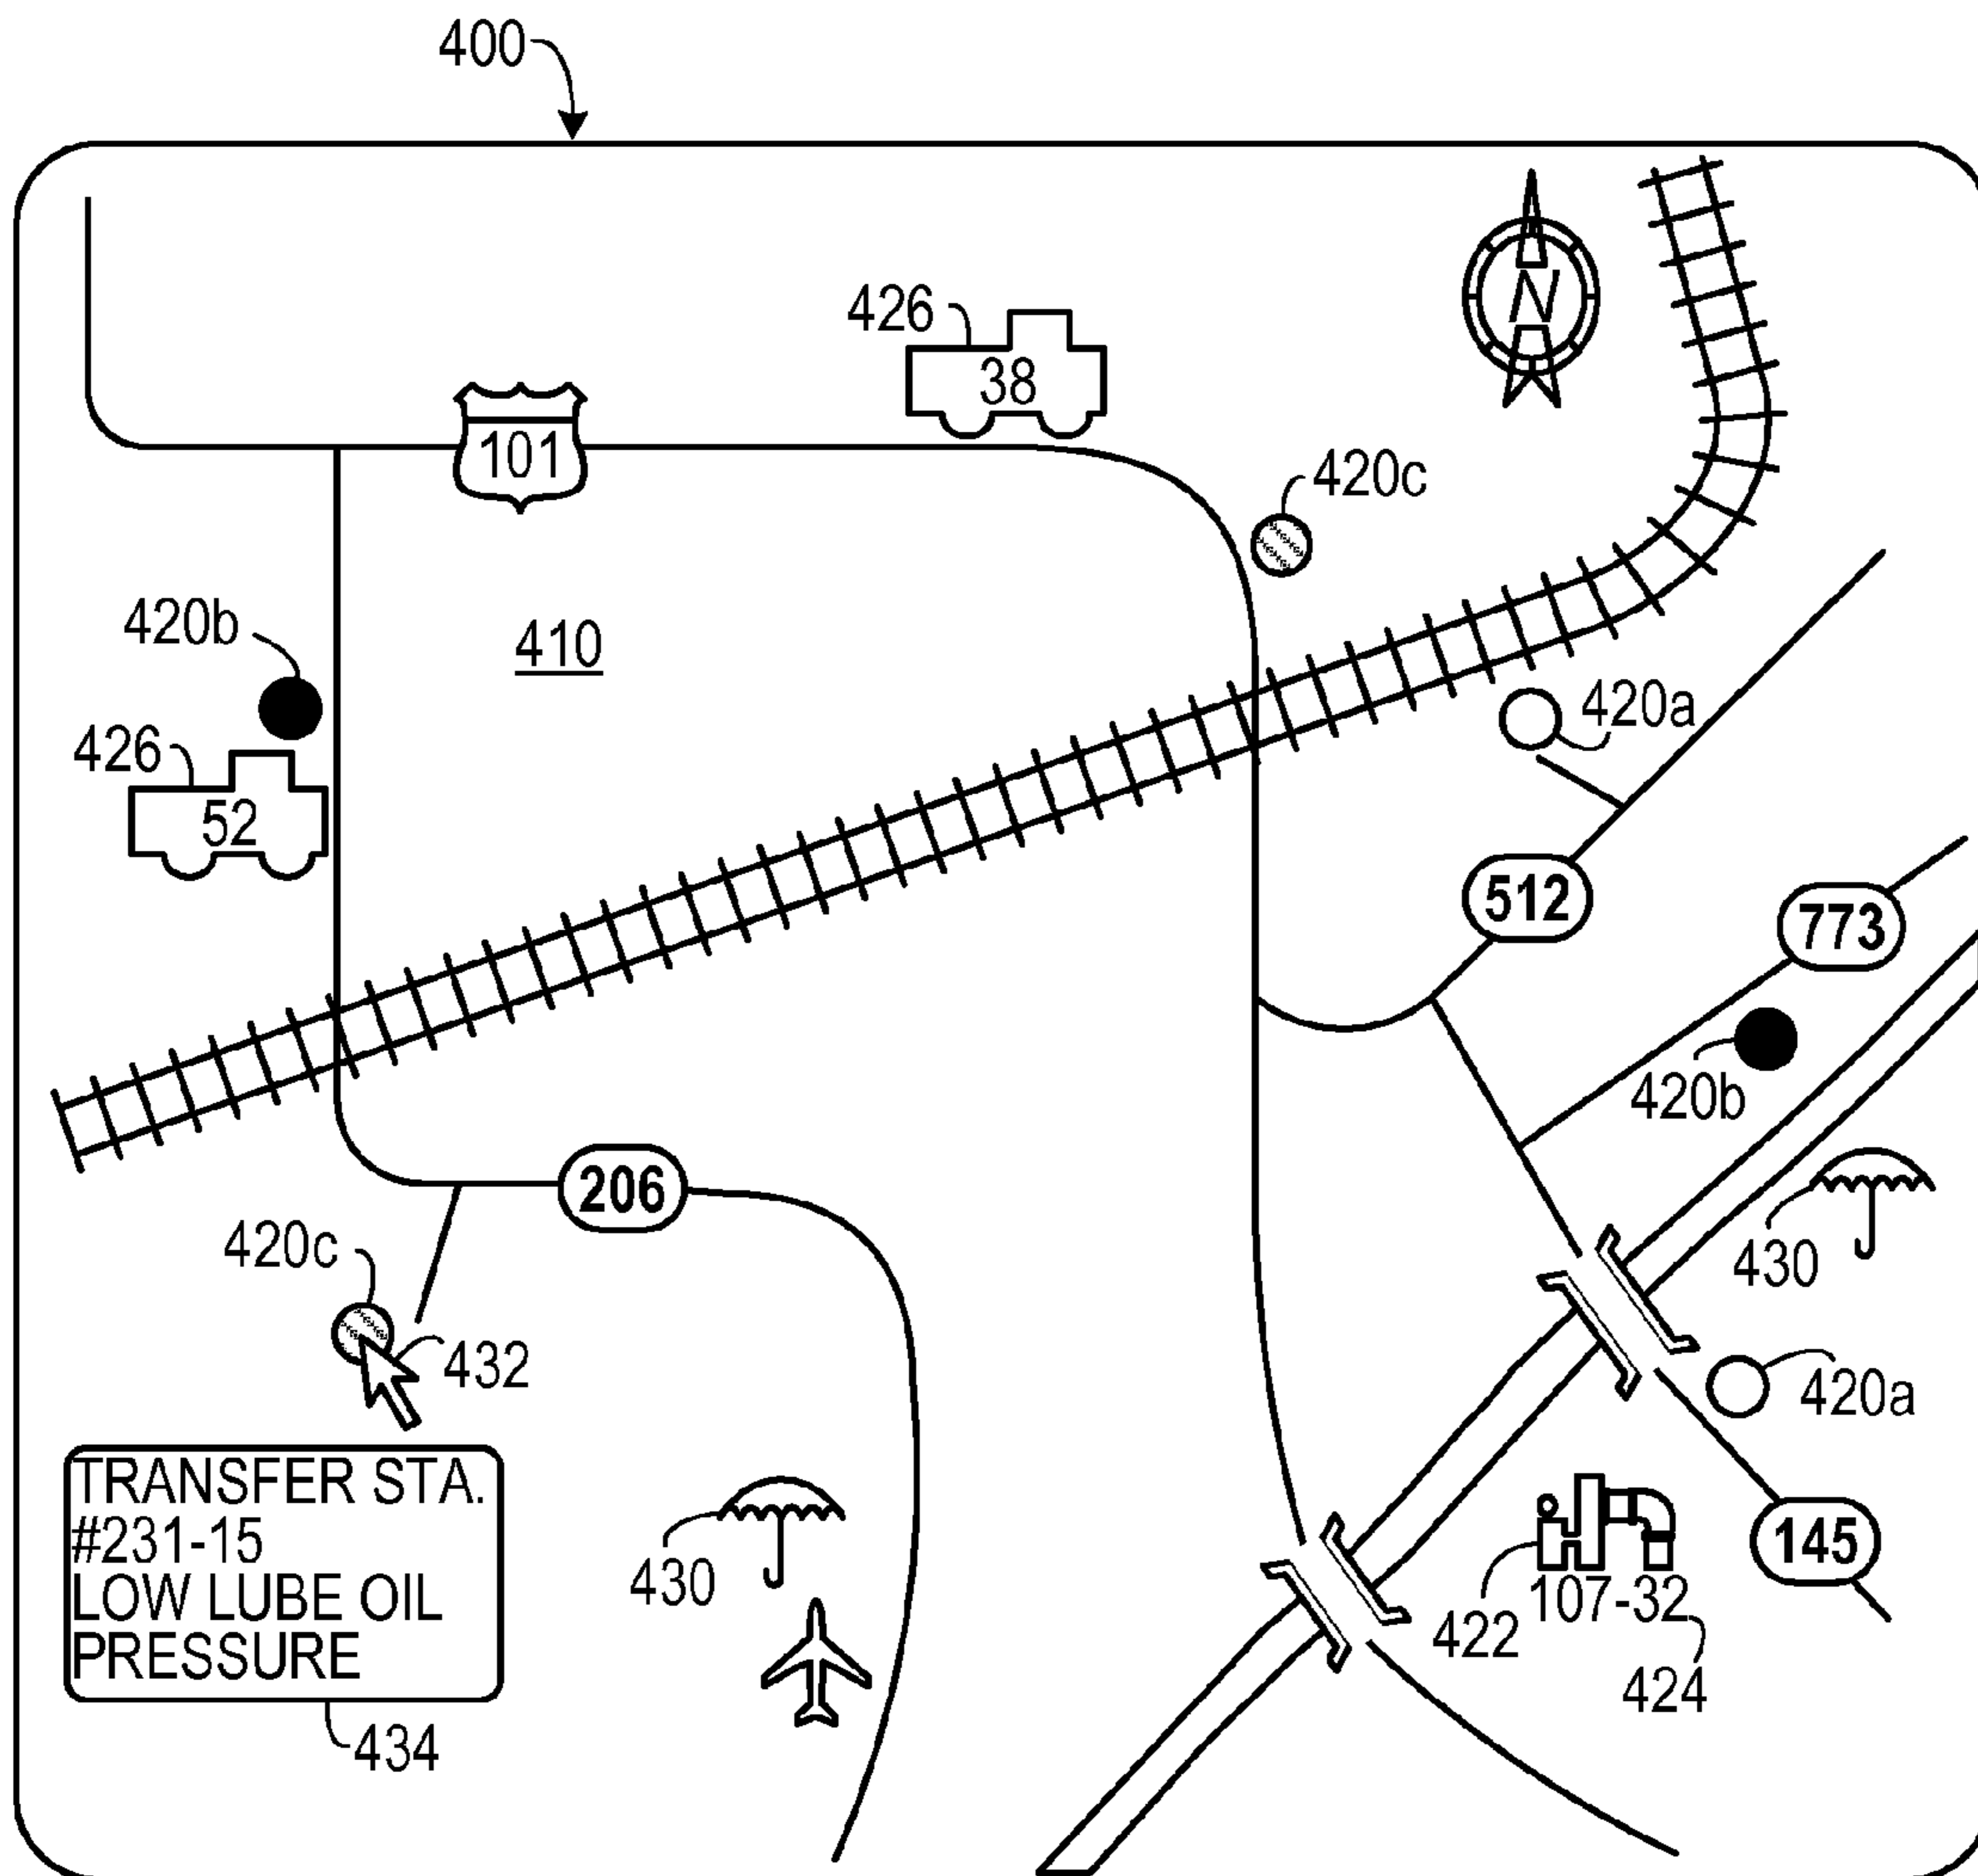 400
N
426
38
101
420c
420b
410
420a
426
52
512
773
420b
206
430
420c
432
420a
TRANSFER STA.
#231-15
LOW LUBE OIL
PRESSURE
430
145
422
107-32
424
434